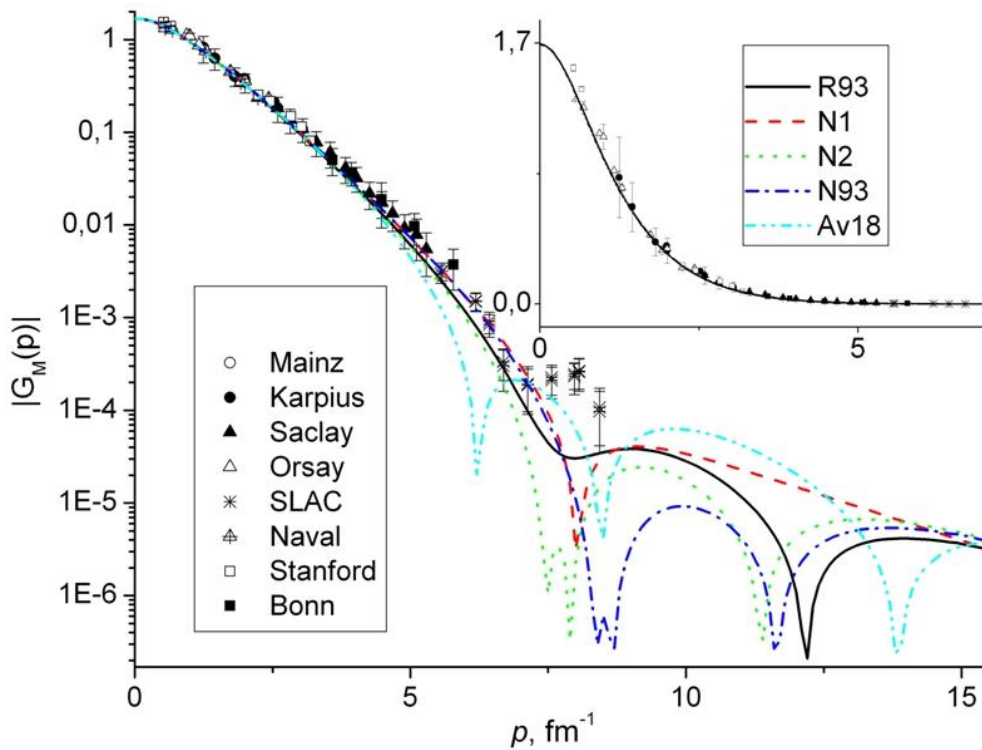 |G_M(p)|
1
0,1
0,01
1E-3
1E-4
1E-5
1E-6
0
5
10
15
p, fm⁻¹
Mainz
Karpius
Saclay
Orsay
SLAC
Naval
Stanford
Bonn
1,7
0,0
0
5
R93
N1
N2
N93
Av18